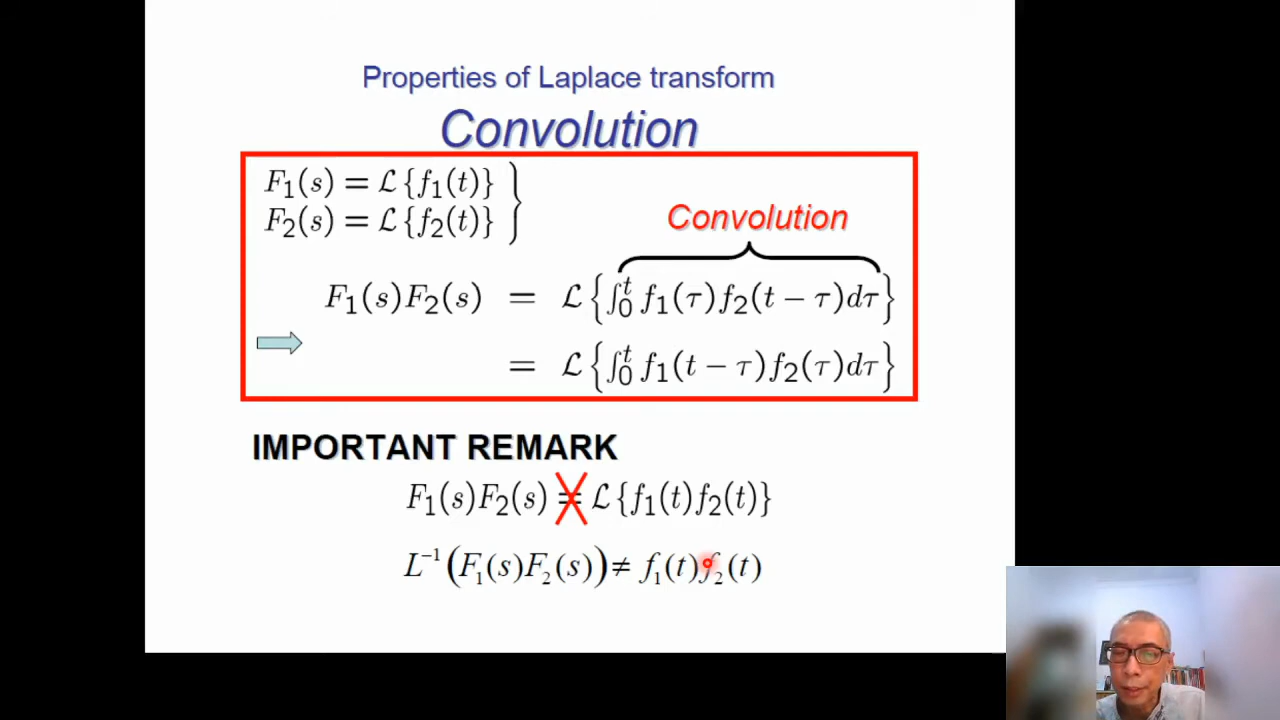 Properties of Laplace transform
Convolution
F₁(s) = ℒ{f₁(t)}
F₂(s) = ℒ{f₂(t)}
Convolution
F₁(s)F₂(s) = ℒ{∫₀ᵗ f₁(τ)f₂(t − τ)dτ}
= ℒ{∫₀ᵗ f₁(t − τ)f₂(τ)dτ}
IMPORTANT REMARK
F₁(s)F₂(s) = ℒ{f₁(t)f₂(t)}
L⁻¹(F₁(s)F₂(s)) ≠ f₁(t)f₂(t)